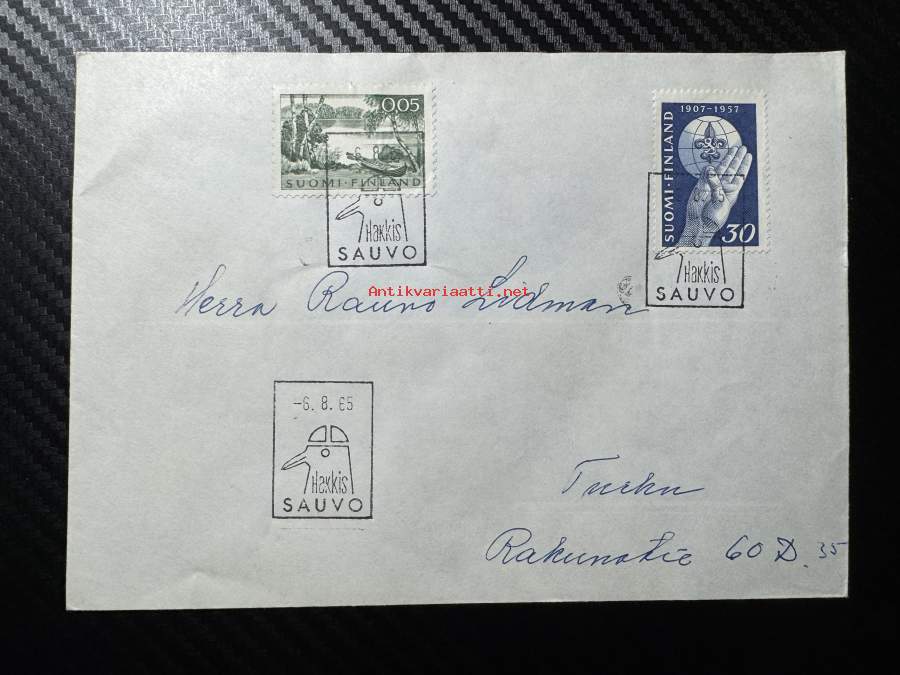 0.05
SUOMI·FINLAND
Hakkis
SAUVO
1907-1957
SUOMI·FINLAND
30
Hakkis
SAUVO
Antikvariaatti.net
Herra Rauno Lidman
-6. 8. 65
Hakkis
SAUVO
Turku
Rakunatie 60 D. 35